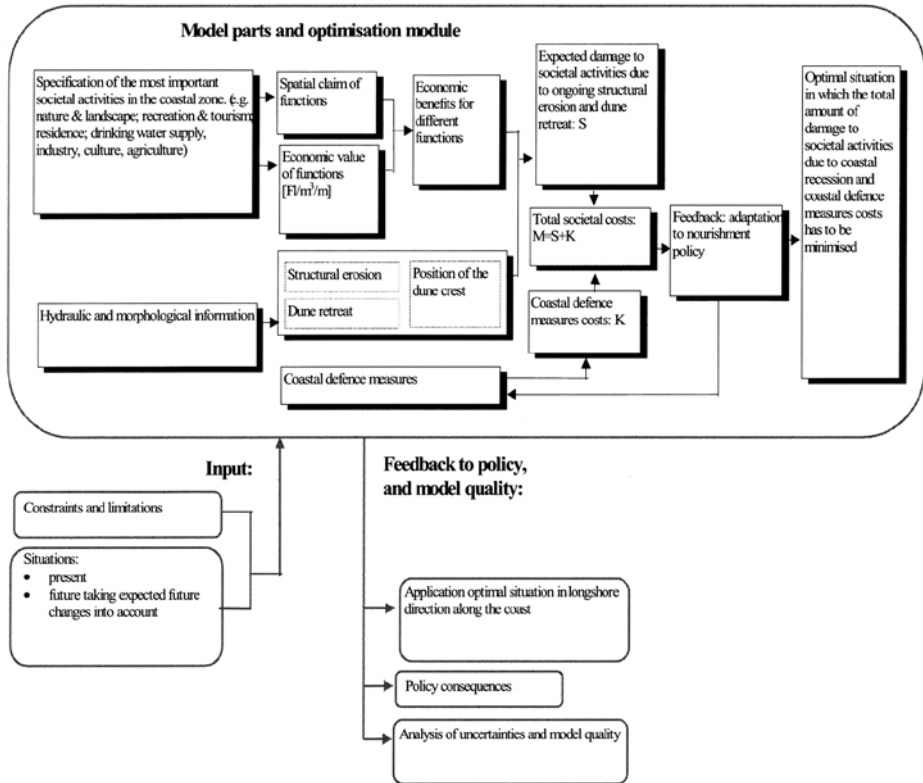 Model parts and optimisation module
Specification of the most important
societal activities in the coastal zone. (e.g.
nature & landscape; recreation & tourism;
residence; drinking water supply,
industry, culture, agriculture)
Spatial claim of
functions
Economic value
of functions
[Fl/m³/m]
Economic
benefits for
different
functions
Expected damage to
societal activities due
to ongoing structural
erosion and dune
retreat: S
Optimal situation
in which the total
amount of
damage to
societal activities
due to coastal
recession and
coastal defence
measures costs
has to be
minimised
Total societal costs:
M=S+K
Feedback: adaptation
to nourishment
policy
Hydraulic and morphological information
Structural erosion
Dune retreat
Position of the
dune crest
Coastal defence
measures costs: K
Coastal defence measures
Input:
Constraints and limitations
Situations:
• present
• future taking expected future
changes into account
Feedback to policy,
and model quality:
Application optimal situation in longshore
direction along the coast
Policy consequences
Analysis of uncertainties and model quality